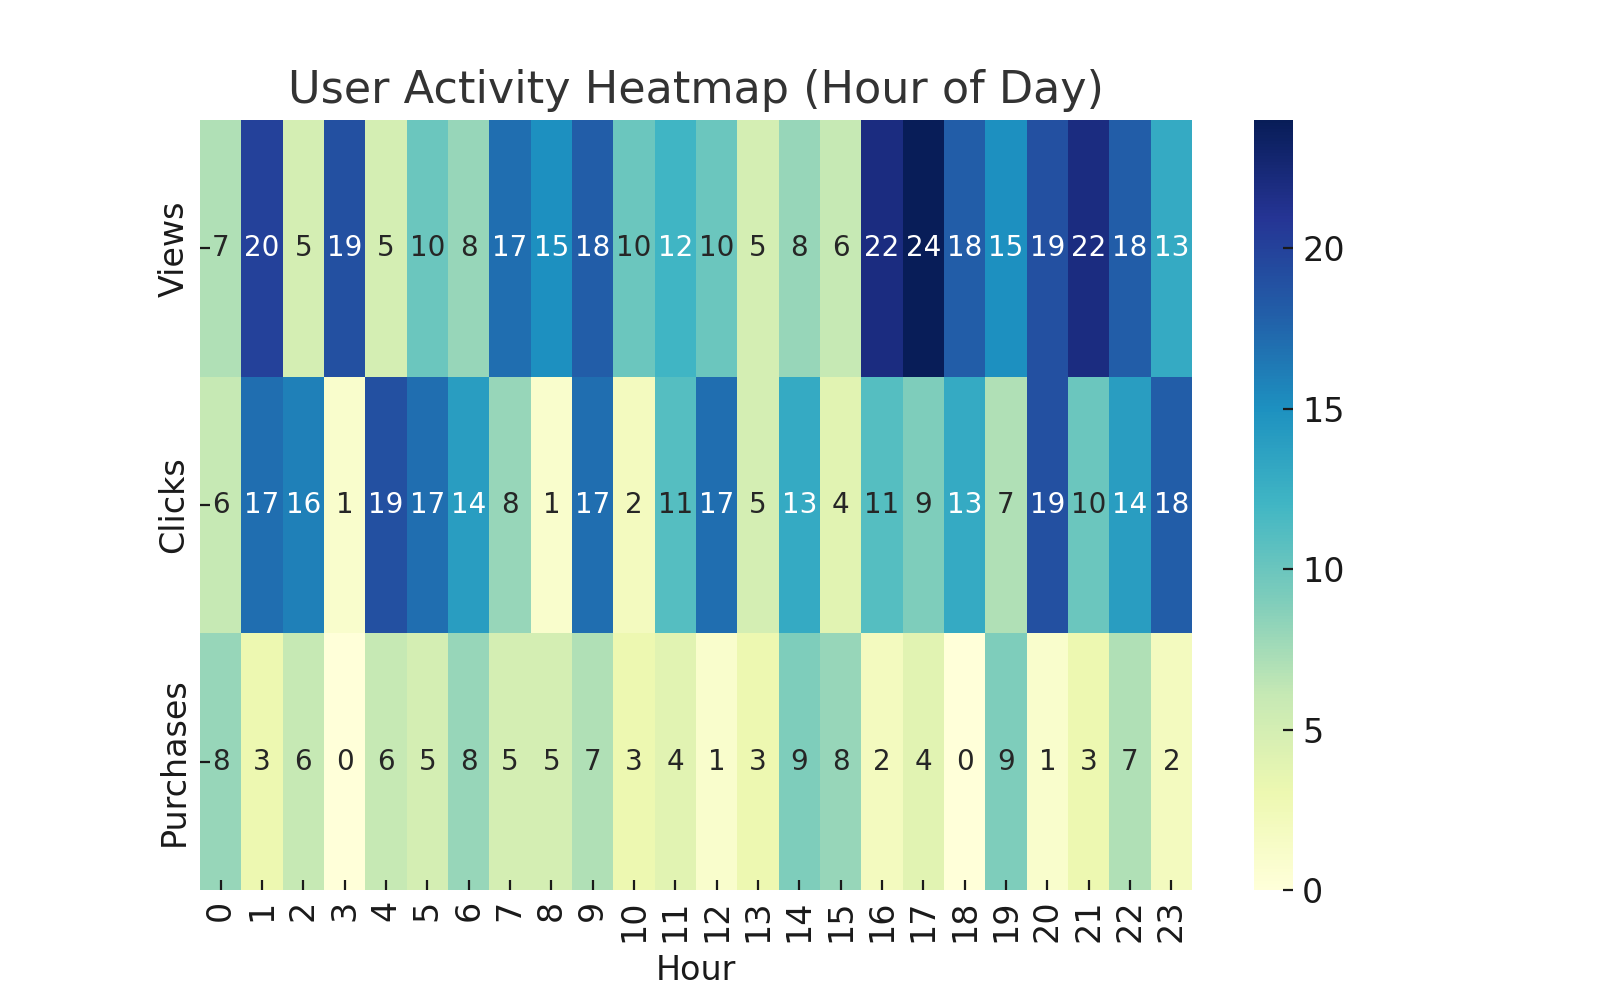 User Activity Heatmap (Hour of Day)
Views
7 20 5 19 5 10 8 17 15 18 10 12 10 5 8 6 22 24 18 15 19 22 18 13
Clicks
6 17 16 1 19 17 14 8 1 17 2 11 17 5 13 4 11 9 13 7 19 10 14 18
Purchases
8 3 6 0 6 5 8 5 5 7 3 4 1 3 9 8 2 4 0 9 1 3 7 2
0 1 2 3 4 5 6 7 8 9 10 11 12 13 14 15 16 17 18 19 20 21 22 23
Hour
20
15
10
5
0